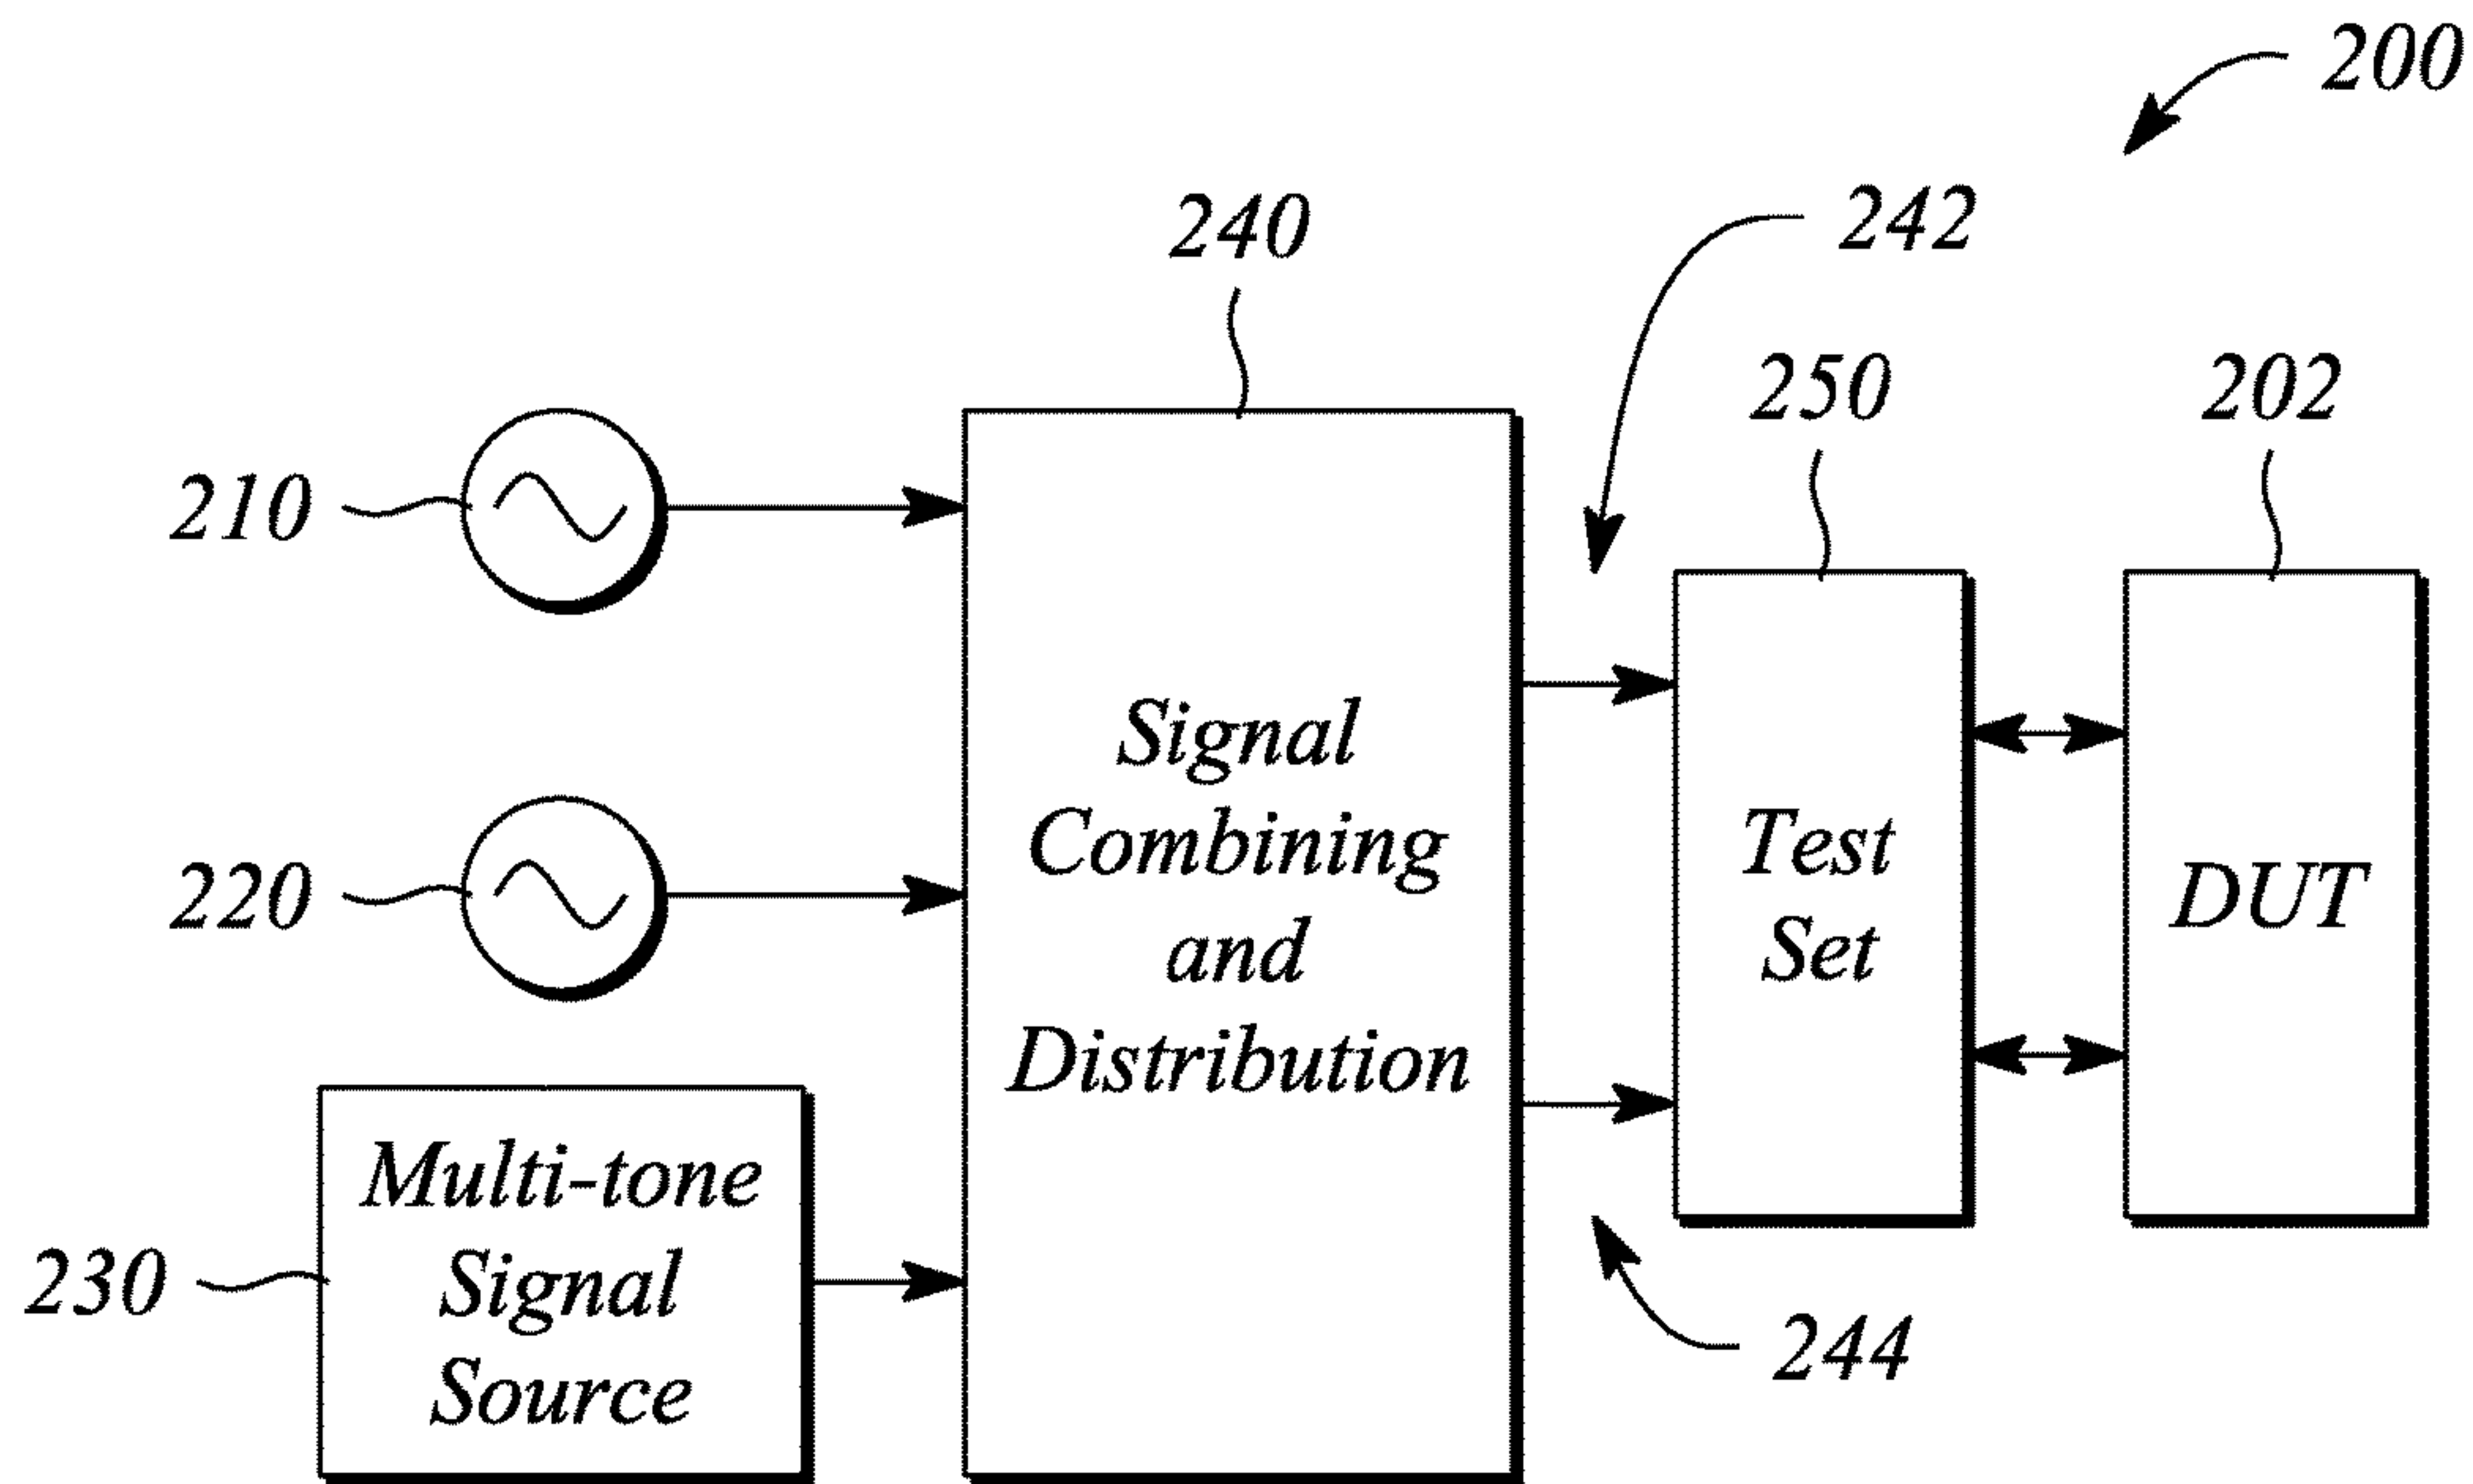 200
240
242
250
202
210
Signal
Combining
and
Distribution
Test
Set
DUT
220
Multi-tone
Signal
Source
230
244